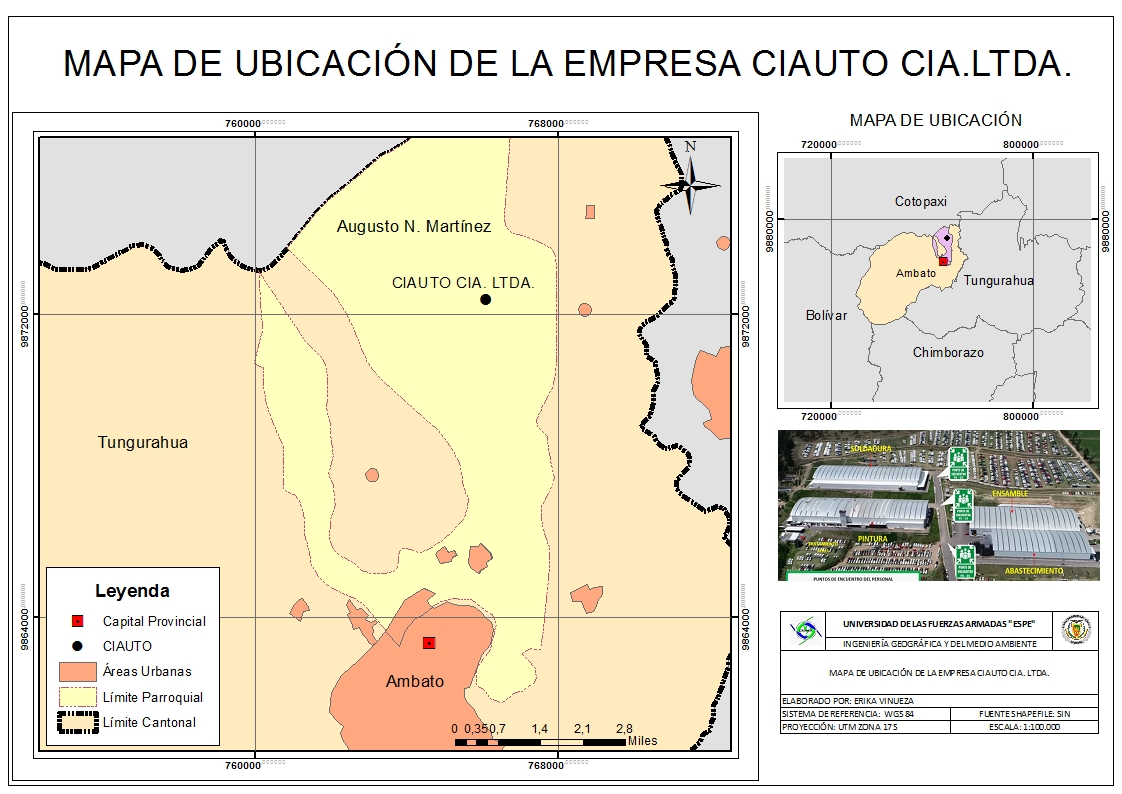 MAPA DE UBICACIÓN DE LA EMPRESA CIAUTO CIA.LTDA.
760000
768000
9872000
9872000
9864000
9864000
760000
768000
N
Augusto N. Martínez
CIAUTO CIA. LTDA.
Tungurahua
Ambato
Leyenda
Capital Provincial
CIAUTO
Áreas Urbanas
Límite Parroquial
Límite Cantonal
0 0,350,7 1,4 2,1 2,8
Miles
MAPA DE UBICACIÓN
720000
800000
9880000
9880000
Cotopaxi
Ambato
Tungurahua
Bolívar
Chimborazo
720000
800000
SOLDADURA
ENSAMBLE
PINTURA
ABASTECIMIENTO
PUNTOS DE ENCUENTRO DEL PERSONAL
UNIVERSIDAD DE LAS FUERZAS ARMADAS "ESPE"
INGENIERÍA GEOGRÁFICA Y DEL MEDIO AMBIENTE
MAPA DE UBICACIÓN DE LA EMPRESA CIAUTO CIA. LTDA.
ELABORADO POR: ERIKA VINUEZA
SISTEMA DE REFERENCIA: WGS 84
FUENTE SHAPEFILE: SIN
PROYECCIÓN: UTM ZONA 17 S
ESCALA: 1:100.000